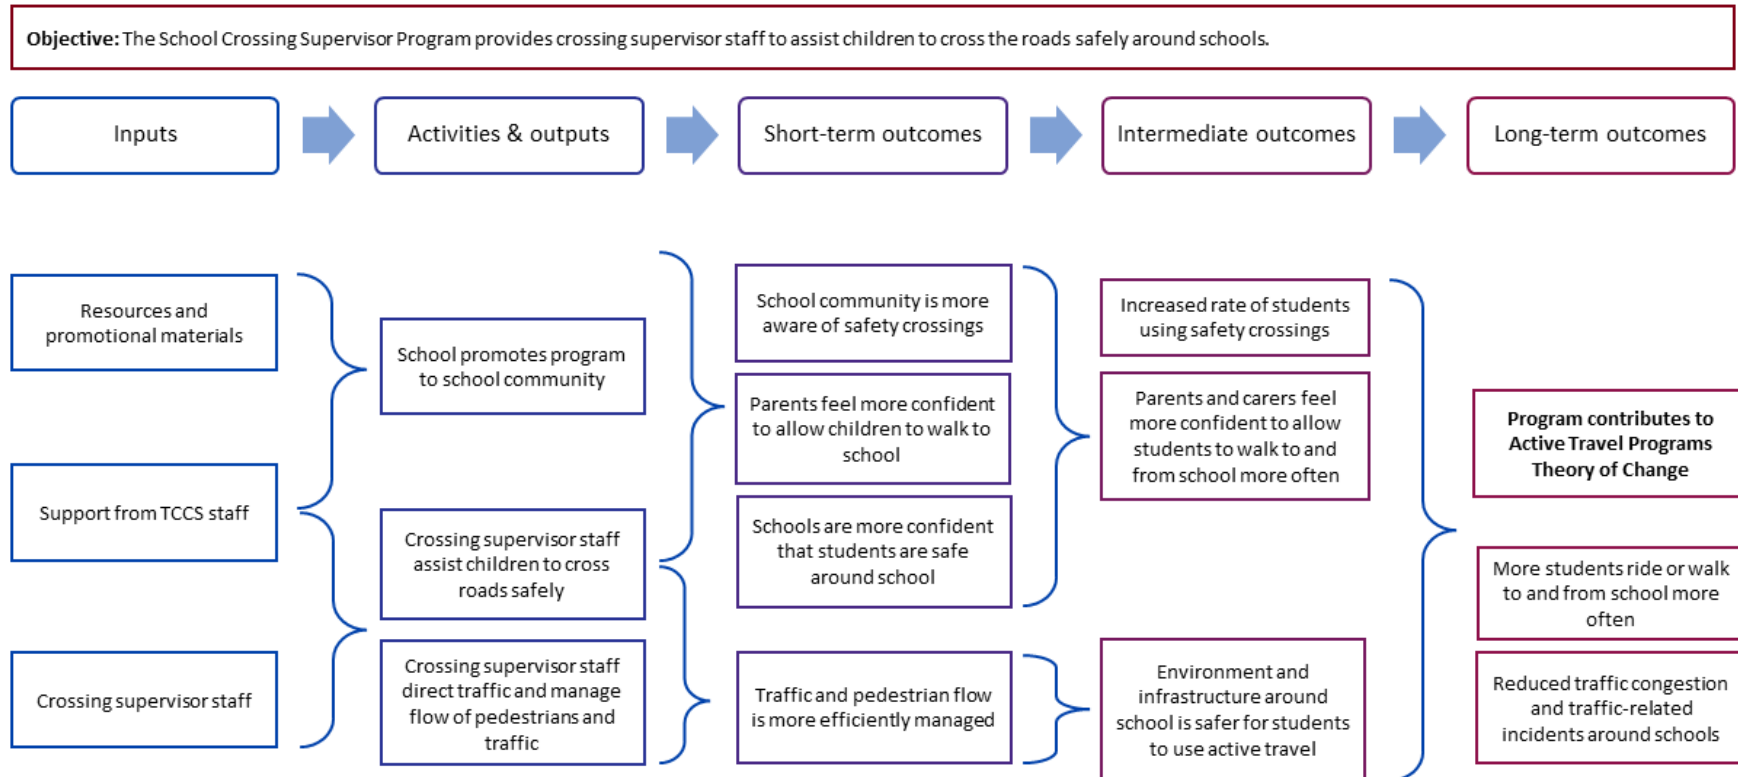 Objective: The School Crossing Supervisor Program provides crossing supervisor staff to assist children to cross the roads safely around schools.
Inputs
Activities & outputs
Short-term outcomes
Intermediate outcomes
Long-term outcomes
Resources and
promotional materials
Support from TCCS staff
Crossing supervisor staff
School promotes program
to school community
Crossing supervisor staff
assist children to cross
roads safely
Crossing supervisor staff
direct traffic and manage
flow of pedestrians and
traffic
School community is more
aware of safety crossings
Parents feel more confident
to allow children to walk to
school
Schools are more confident
that students are safe
around school
Traffic and pedestrian flow
is more efficiently managed
Increased rate of students
using safety crossings
Parents and carers feel
more confident to allow
students to walk to and
from school more often
Environment and
infrastructure around
school is safer for students
to use active travel
Program contributes to
Active Travel Programs
Theory of Change
More students ride or walk
to and from school more
often
Reduced traffic congestion
and traffic-related
incidents around schools